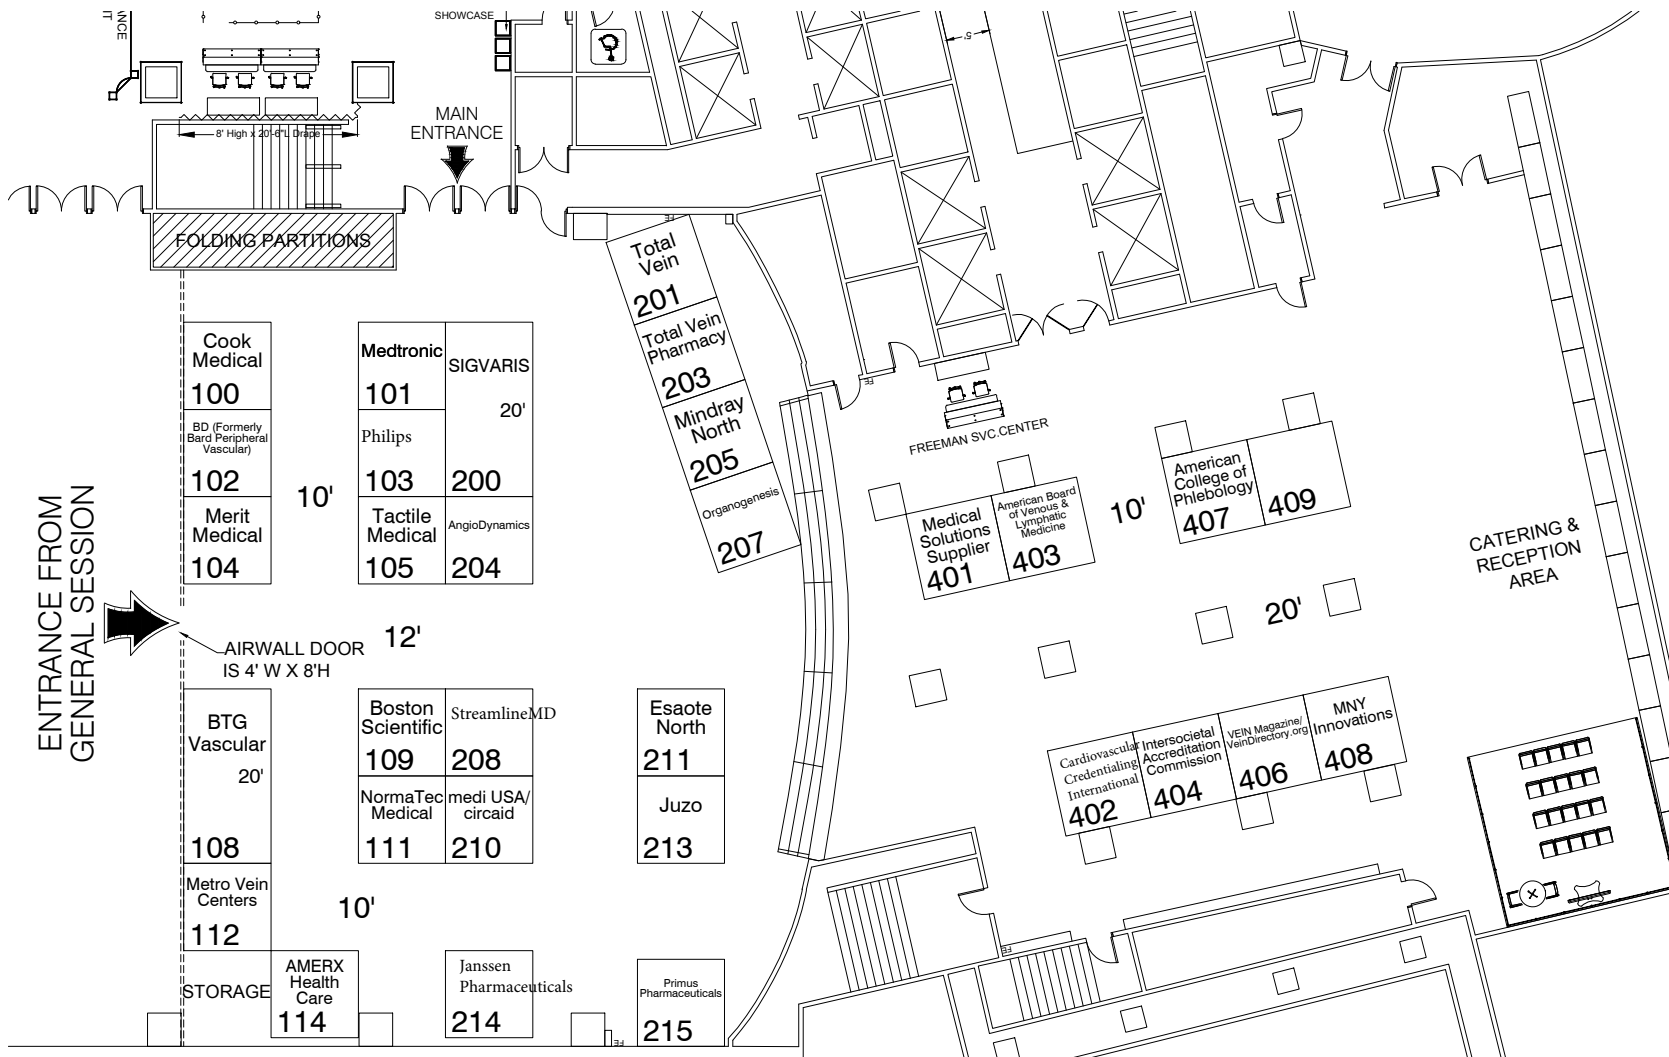 SHOWCASE
5'
8' High x 20'-6"L Drape
MAIN
ENTRANCE
FOLDING PARTITIONS
FE
Total
Vein
201
Total Vein
Pharmacy
203
Mindray
North
205
Organogenesis
207
Cook
Medical
100
BD (Formerly
Bard Peripheral
Vascular)
102
Merit
Medical
104
10'
Medtronic
101
Philips
103
Tactile
Medical
105
SIGVARIS
20'
200
AngioDynamics
204
FE
FREEMAN SVC.CENTER
Medical
Solutions
Supplier
401
American Board
of Venous &
Lymphatic
Medicine
403
10'
American
College of
Phlebology
407
409
CATERING &
RECEPTION
AREA
ENTRANCE FROM
GENERAL SESSION
12'
20'
AIRWALL DOOR
IS 4' W X 8'H
BTG
Vascular
20'
108
Metro Vein
Centers
112
Boston
Scientific
109
StreamlineMD
208
NormaTec
Medical
111
medi USA/
circaid
210
Esaote
North
211
Juzo
213
Cardiovascular
Credentialing
International
402
Intersocietal
Accreditation
Commission
404
VEIN Magazine/
VeinDirectory.org
406
MNY
Innovations
408
10'
STORAGE
AMERX
Health
Care
114
Janssen
Pharmaceuticals
214
Primus
Pharmaceuticals
215
FE
FE